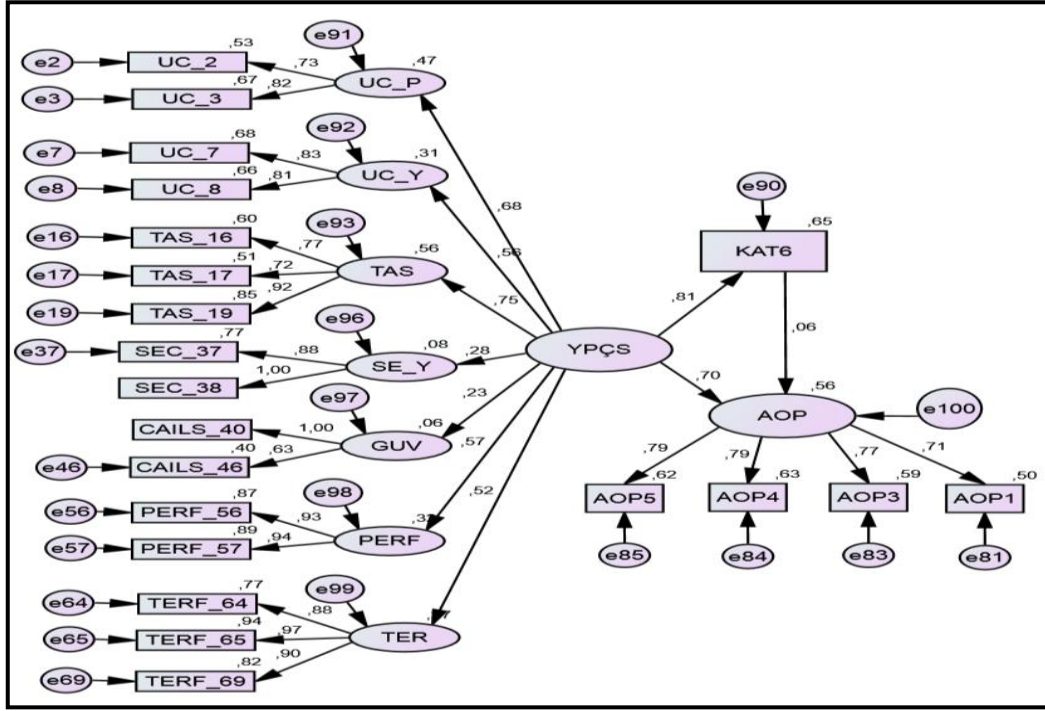 e91
,53
,47
e2
UC_2
,73
UC_P
,67
,82
e3
UC_3
e92
,68
,31
e7
UC_7
,83
UC_Y
,66
,81
e8
UC_8
,68
e90
,65
KAT6
e93
,60
,56
,56
e16
TAS_16
,77
TAS
,51
,72
e17
TAS_17
,92
,75
,81
,06
,85
e19
TAS_19
e96
,77
,08
,28
e37
SEC_37
,88
SE_Y
YPÇS
1,00
SEC_38
,70
,56
e97
,23
AOP
e100
,06
CAILS_40
1,00
GUV
,57
,40
,63
e46
CAILS_46
,52
,79
,79
,77
,71
,62
,63
,59
,50
AOP5
AOP4
AOP3
AOP1
e85
e84
e83
e81
e98
,87
e56
PERF_56
,93
PERF
,89
,94
e57
PERF_57
e99
,77
e64
TERF_64
,88
,94
,97
TER
e65
TERF_65
,82
,90
e69
TERF_69